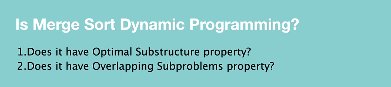 Is Merge Sort Dynamic Programming?
1.Does it have Optimal Substructure property?
2.Does it have Overlapping Subproblems property?